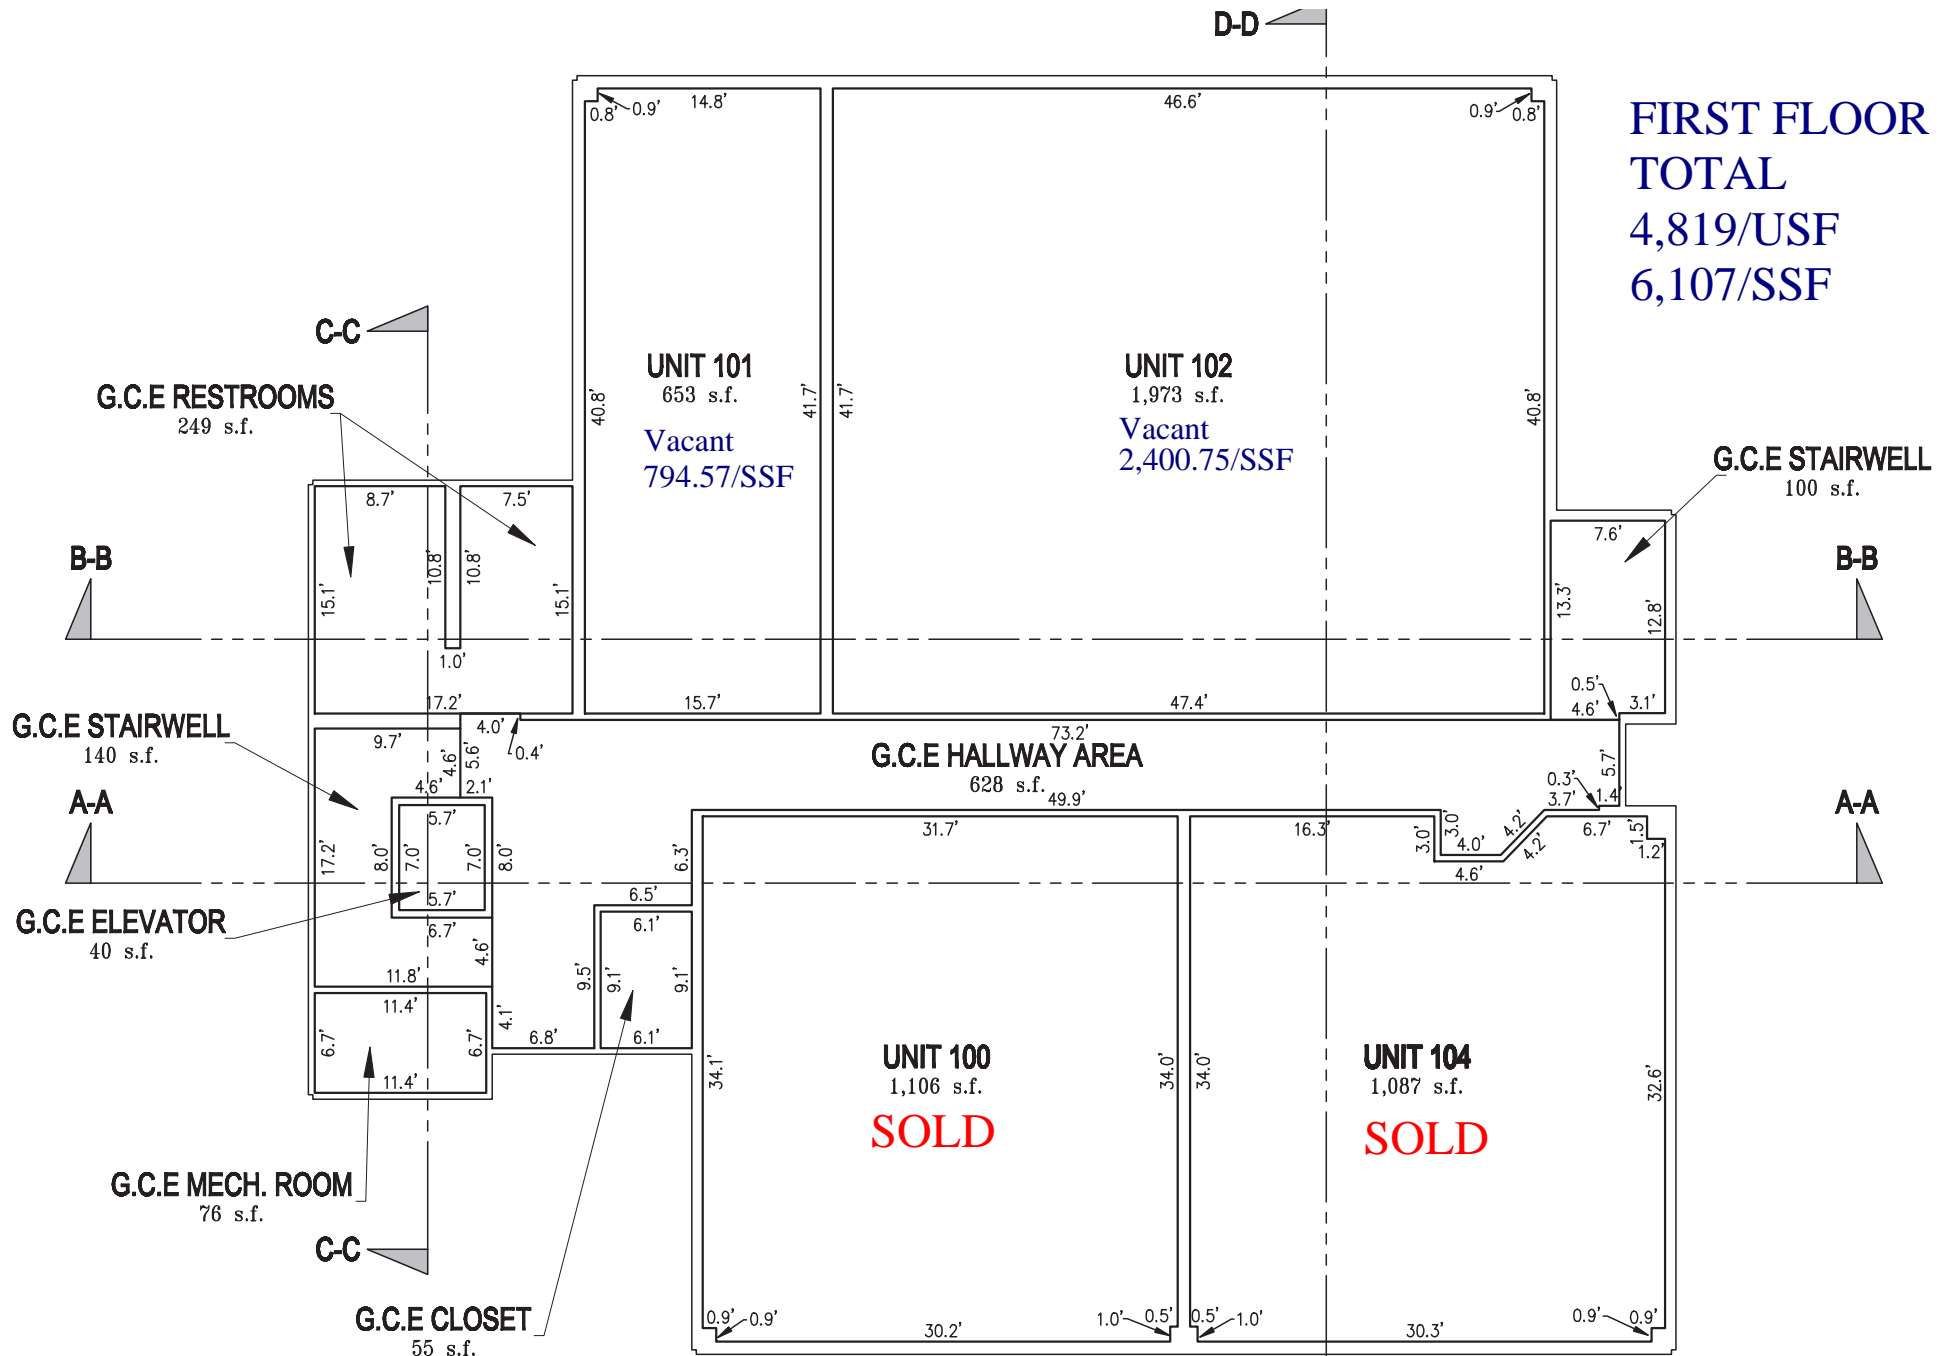 D-D
14.8'
46.6'
0.8'
0.9'
0.9'
0.8'
FIRST FLOOR
TOTAL
4,819/USF
6,107/SSF
C-C
UNIT 101
653 s.f.
Vacant
794.57/SSF
40.8'
41.7'
41.7'
UNIT 102
1,973 s.f.
Vacant
2,400.75/SSF
40.8'
G.C.E RESTROOMS
249 s.f.
G.C.E STAIRWELL
100 s.f.
8.7'
7.5'
7.6'
B-B
B-B
15.1'
10.8'
10.8'
15.1'
13.3'
12.8'
1.0'
17.2'
15.7'
47.4'
0.5'
4.6'
3.1'
G.C.E STAIRWELL
140 s.f.
9.7'
4.0'
0.4'
73.2'
4.6'
5.6'
G.C.E HALLWAY AREA
628 s.f.
5.7'
4.6'
2.1'
49.9'
0.3'
3.7'
1.4'
A-A
A-A
5.7'
31.7'
16.3'
3.0'
3.0'
4.0'
4.2'
4.2'
4.6'
6.7'
1.5'
1.2'
17.2'
8.0'
7.0'
7.0'
8.0'
6.3'
5.7'
6.7'
6.5'
6.1'
G.C.E ELEVATOR
40 s.f.
4.6'
11.8'
11.4'
9.5'
9.1'
9.1'
4.1'
6.7'
6.7'
6.8'
6.1'
11.4'
34.1'
UNIT 100
1,106 s.f.
SOLD
34.0'
34.0'
UNIT 104
1,087 s.f.
SOLD
32.6'
G.C.E MECH. ROOM
76 s.f.
C-C
G.C.E CLOSET
55 s.f.
0.9'
0.9'
30.2'
1.0'
0.5'
0.5'
1.0'
30.3'
0.9'
0.9'